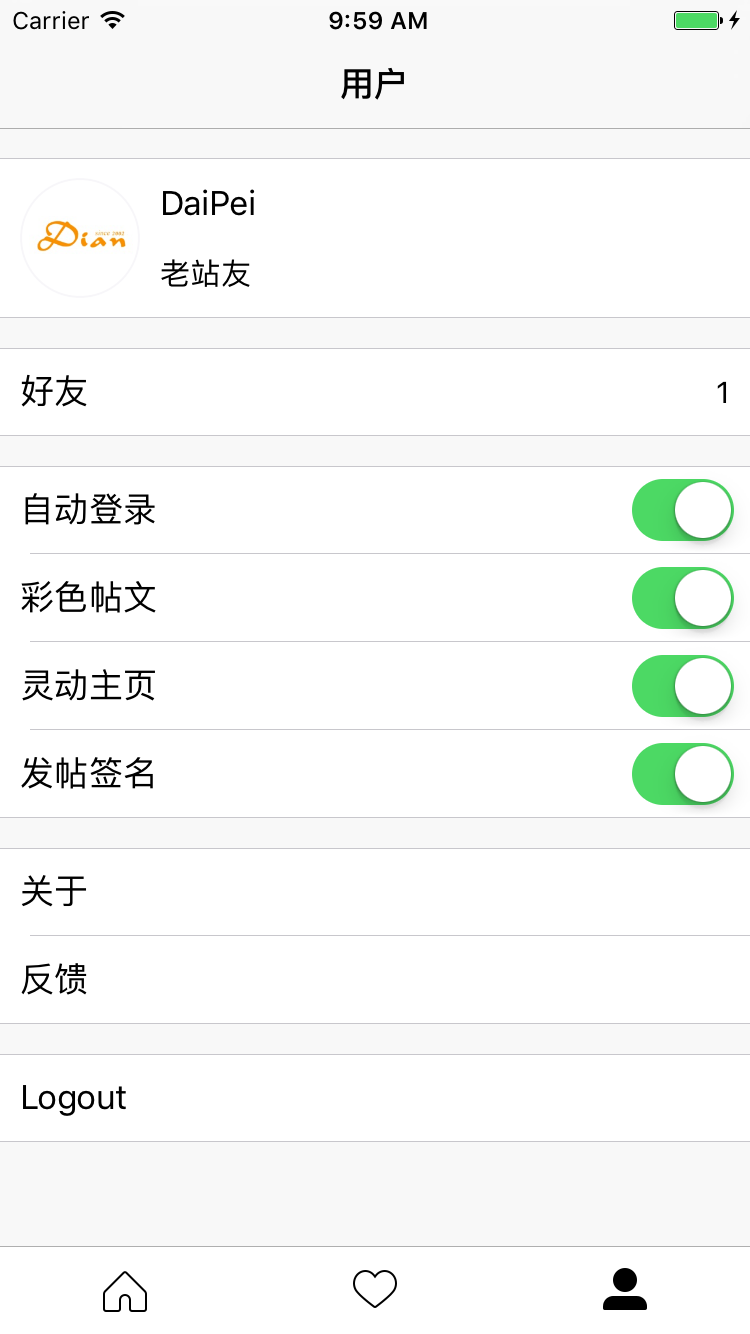 Carrier 9:59 AM
用户
Dian since 2002
DaiPei
老站友
好友 1
自动登录
彩色帖文
灵动主页
发帖签名
关于
反馈
Logout